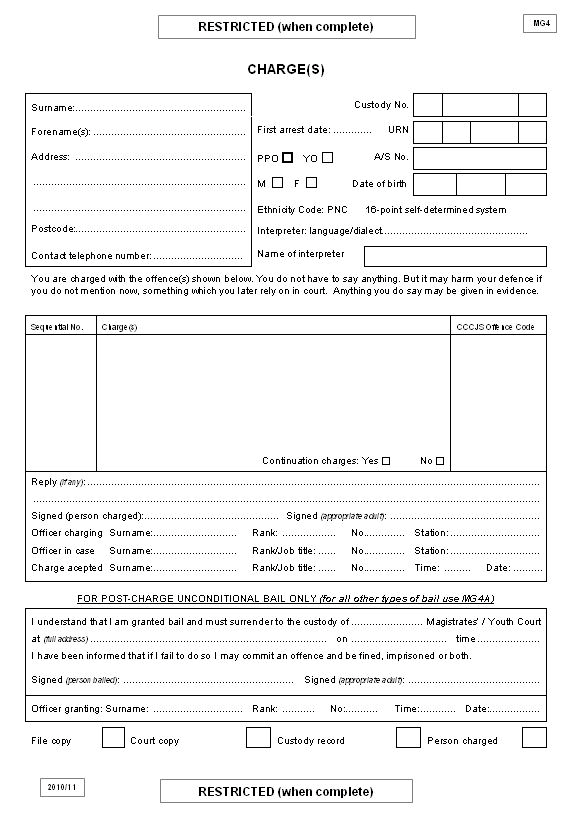 RESTRICTED (when complete)
MG4
CHARGE(S)
Surname:............................................................
Custody No.
Forename(s): .....................................................
First arrest date: ............. URN
Address: ............................................................
PPO YO A/S No.
...........................................................................
M F Date of birth
...........................................................................
Ethnicity Code: PNC 16-point self-determined system
Postcode:............................................................
Interpreter: language/dialect....................................................
Contact telephone number:...............................
Name of interpreter
You are charged with the offence(s) shown below. You do not have to say anything. But it may harm your defence if
you do not mention now, something which you later rely on in court. Anything you do say may be given in evidence.
Sequential No. Charge(s) CCCJS Offence Code
Continuation charges: Yes No
Reply (if any):..........................................................................................................................................
................................................................................................................................................................
Signed (person charged):............................................. Signed (appropriate adult): ...................................................
Officer charging Surname:............................ Rank: .................. No............... Station:..............................
Officer in case Surname:............................ Rank/Job title: ...... No............... Station:..............................
Charge acepted Surname:............................ Rank/Job title: ...... No............... Time: ......... Date: ..........
FOR POST-CHARGE UNCONDITIONAL BAIL ONLY (for all other types of bail use MG4A)
I understand that I am granted bail and must surrender to the custody of ........................ Magistrates' / Youth Court
at (full address) ............................................................................... on ............................... time .....................
I have been informed that if I fail to do so I may commit an offence and be fined, imprisoned or both.
Signed (person bailed): ......................................................... Signed (appropriate adult): ............................................
Officer granting: Surname: ................................ Rank: ........... No:........... Time:............ Date:.................
File copy Court copy Custody record Person charged
2010/11
RESTRICTED (when complete)